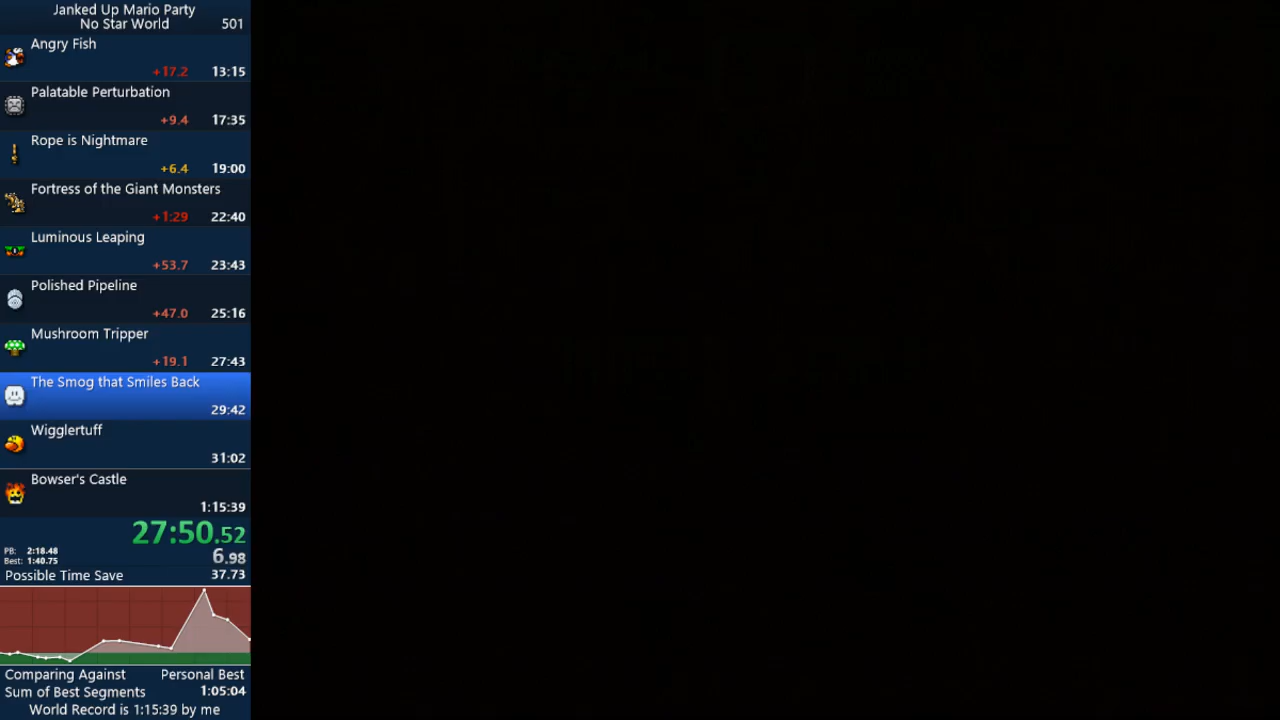 Janked Up Mario Party
No Star World 501
Angry Fish
+17.2 13:15
Palatable Perturbation
+9.4 17:35
Rope is Nightmare
+6.4 19:00
Fortress of the Giant Monsters
+1:29 22:40
Luminous Leaping
+53.7 23:43
Polished Pipeline
+47.0 25:16
Mushroom Tripper
+19.1 27:43
The Smog that Smiles Back
29:42
Wigglertuff
31:02
Bowser's Castle
1:15:39
27:50.52
PB: 2:18.48
Best: 1:40.75 6.98
Possible Time Save 37.73
Comparing Against Personal Best
Sum of Best Segments 1:05:04
World Record is 1:15:39 by me